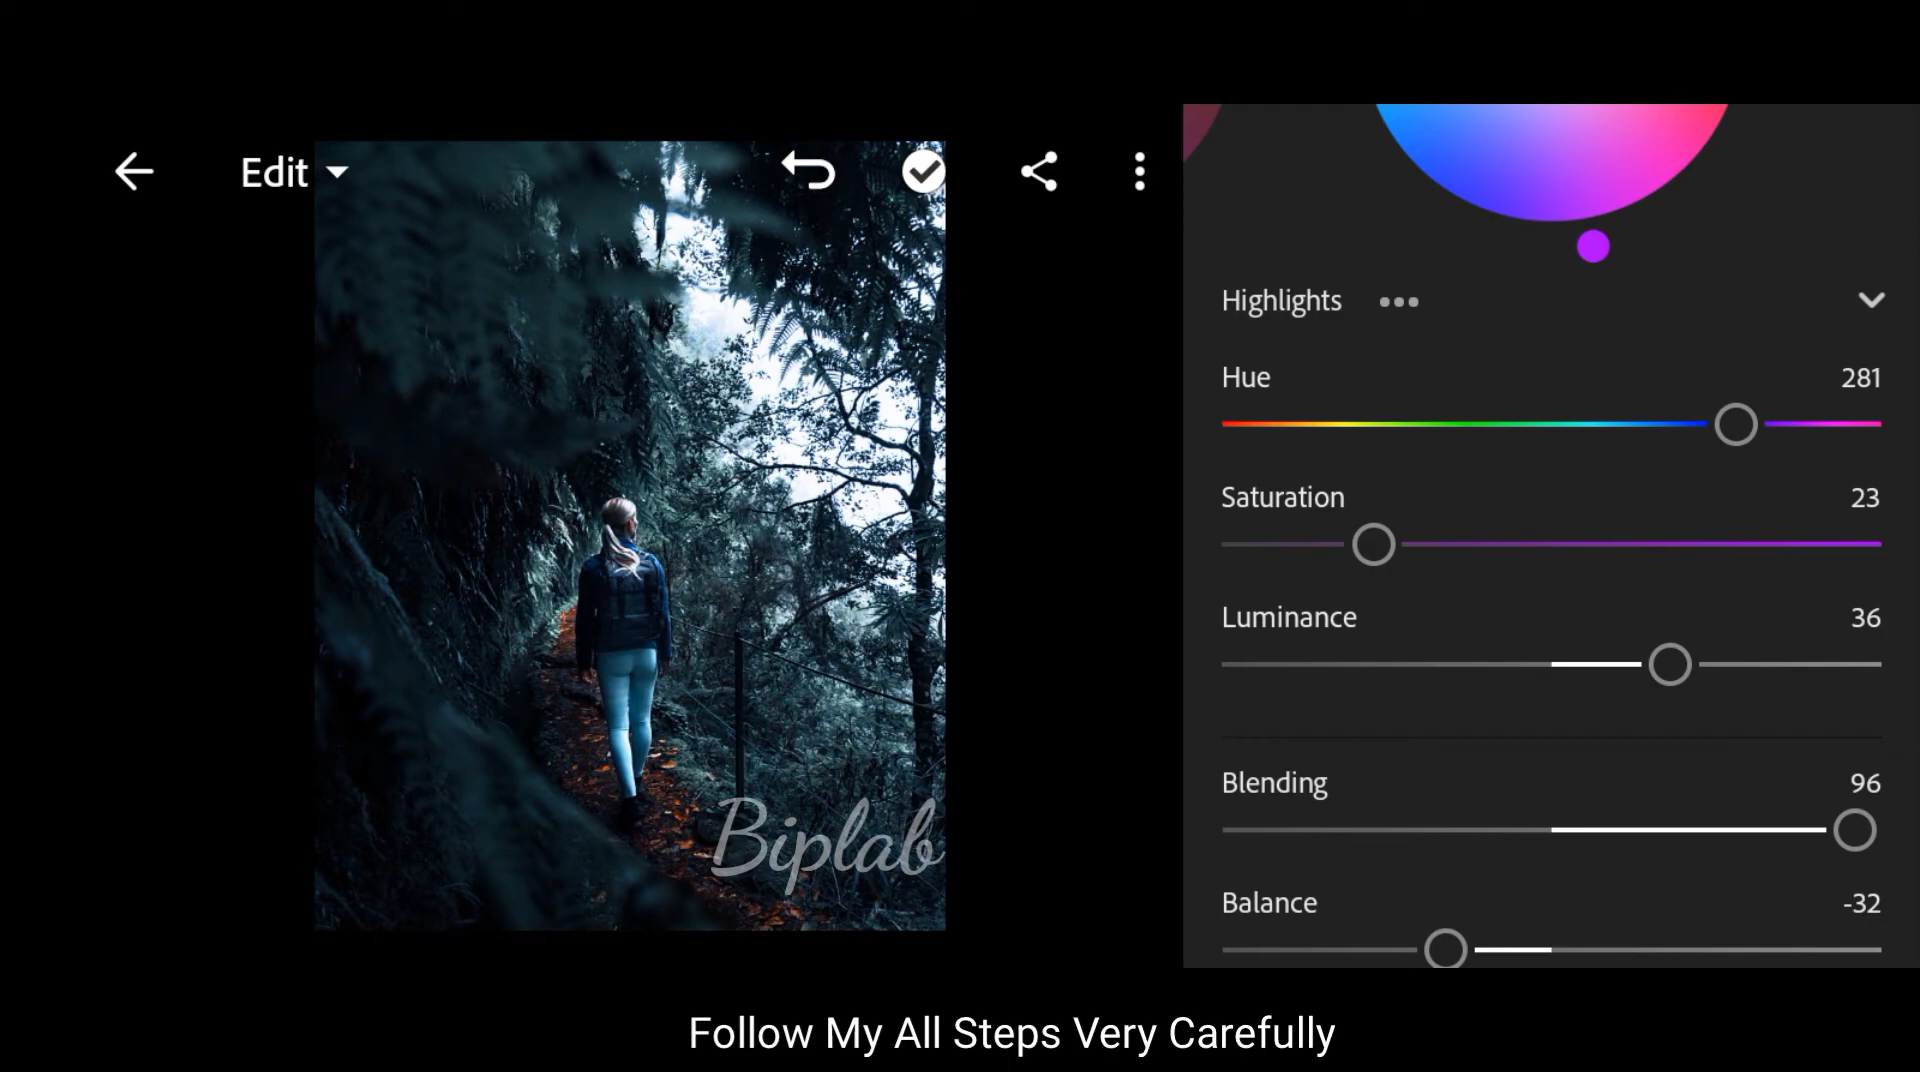 Edit
Highlights
Hue 281
Saturation 23
Luminance 36
Blending 96
Balance -32
Biplab
Follow My All Steps Very Carefully